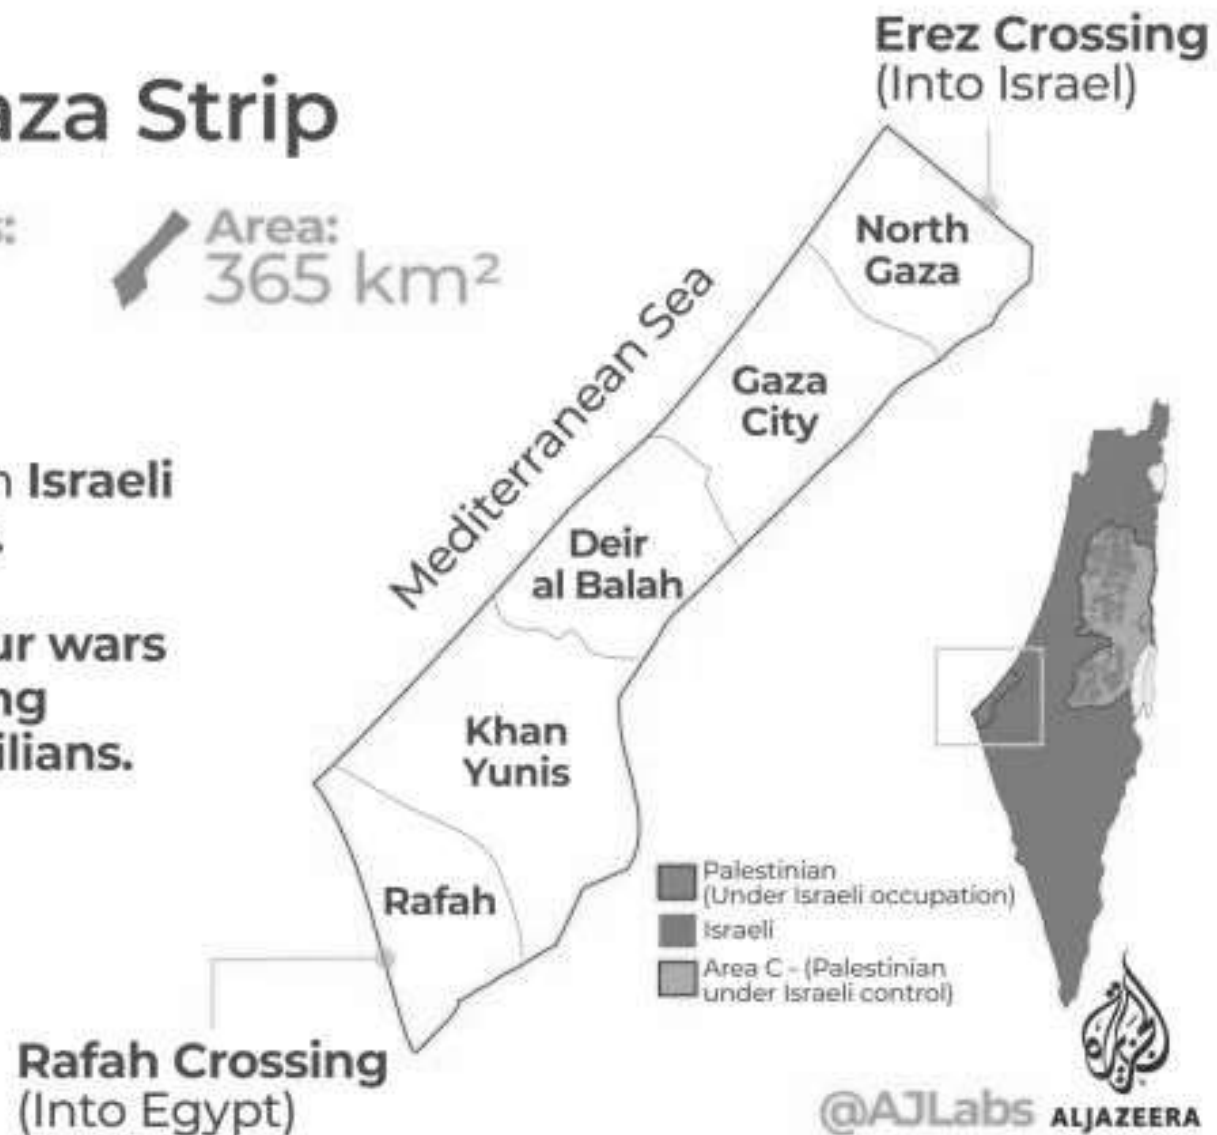 aza Strip
s:
Area:
365 km²
n Israeli
.
ur wars
ng
ilians.
Erez Crossing
(Into Israel)
North
Gaza
Mediterranean Sea
Gaza
City
Deir
al Balah
Khan
Yunis
Rafah
Palestinian
(Under Israeli occupation)
Israeli
Area C - (Palestinian
under Israeli control)
Rafah Crossing
(Into Egypt)
@AJLabs ALJAZEERA